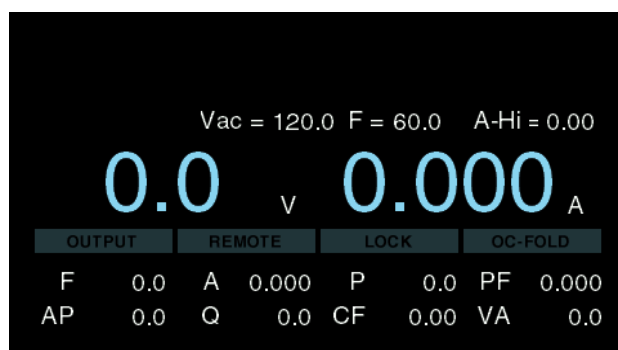 Vac = 120.0 F = 60.0 A-Hi = 0.00
0.0 V 0.000 A
OUTPUT REMOTE LOCK OC-FOLD
F 0.0 A 0.000 P 0.0 PF 0.000
AP 0.0 Q 0.0 CF 0.00 VA 0.0